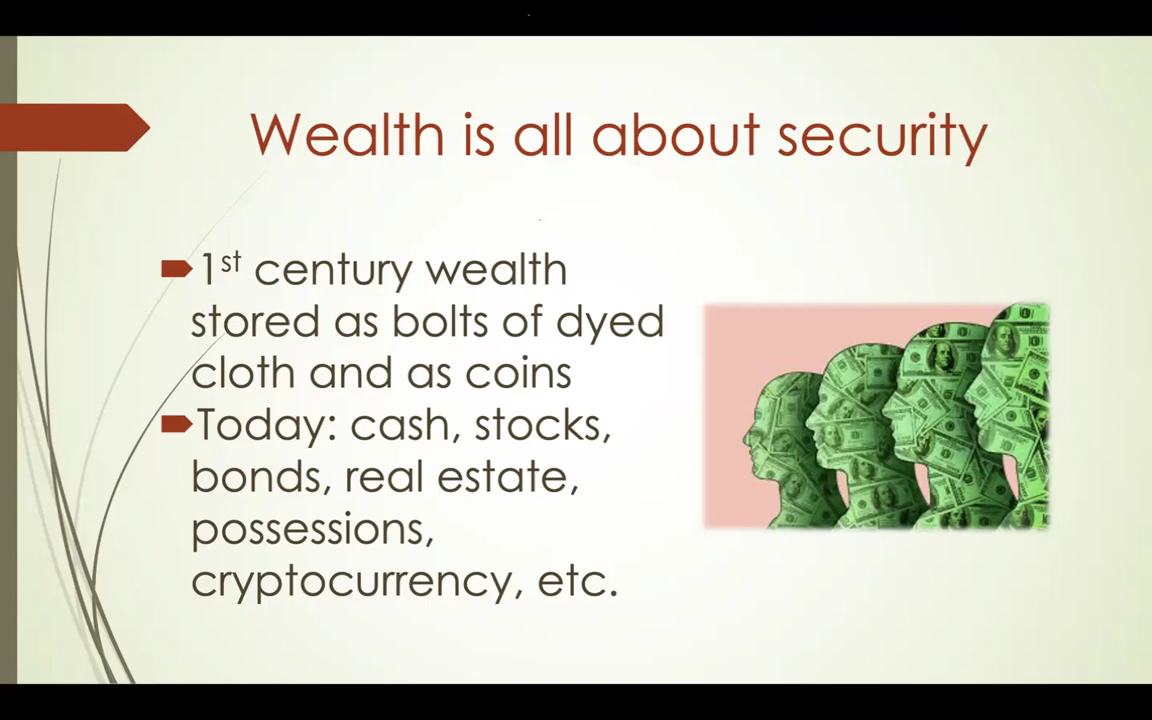 Wealth is all about security
1st century wealth
stored as bolts of dyed
cloth and as coins
Today: cash, stocks,
bonds, real estate,
possessions,
cryptocurrency, etc.